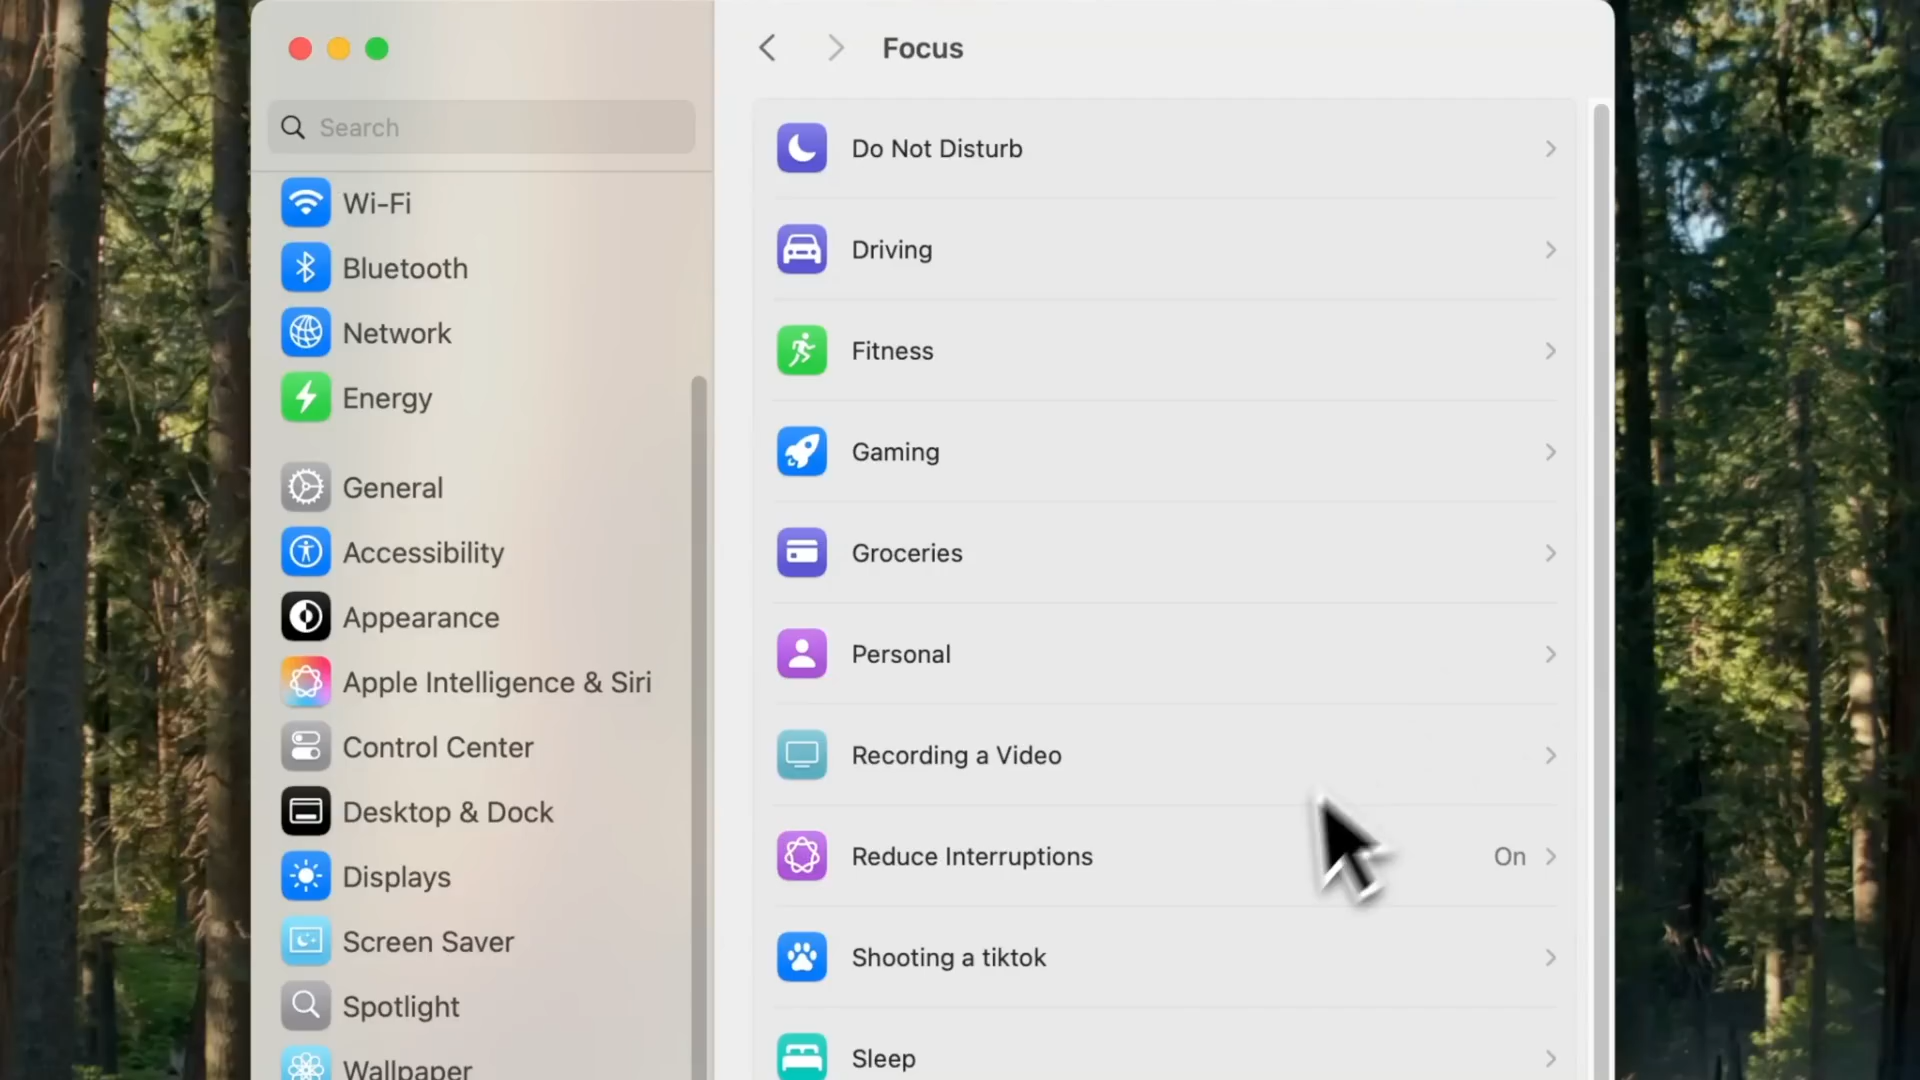 Focus
Search
Wi-Fi
Bluetooth
Network
Energy
General
Accessibility
Appearance
Apple Intelligence & Siri
Control Center
Desktop & Dock
Displays
Screen Saver
Spotlight
Wallpaper
Do Not Disturb
Driving
Fitness
Gaming
Groceries
Personal
Recording a Video
Reduce Interruptions On
Shooting a tiktok
Sleep